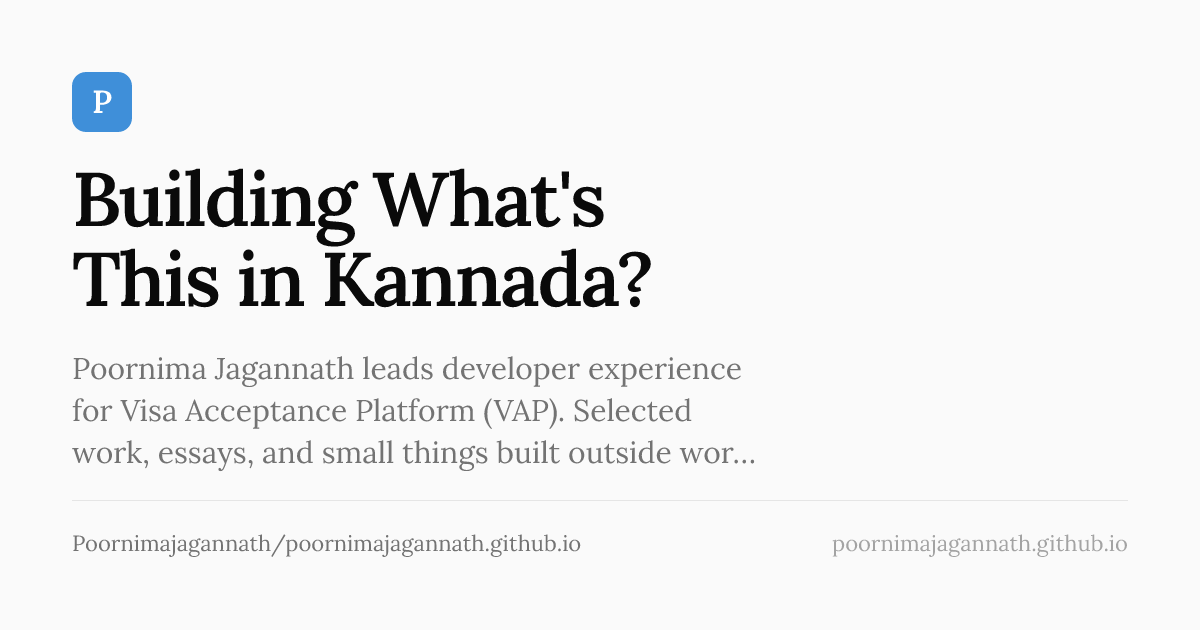 P
Building What's
This in Kannada?
Poornima Jagannath leads developer experience
for Visa Acceptance Platform (VAP). Selected
work, essays, and small things built outside wor…
Poornimajagannath/poornimajagannath.github.io
poornimajagannath.github.io